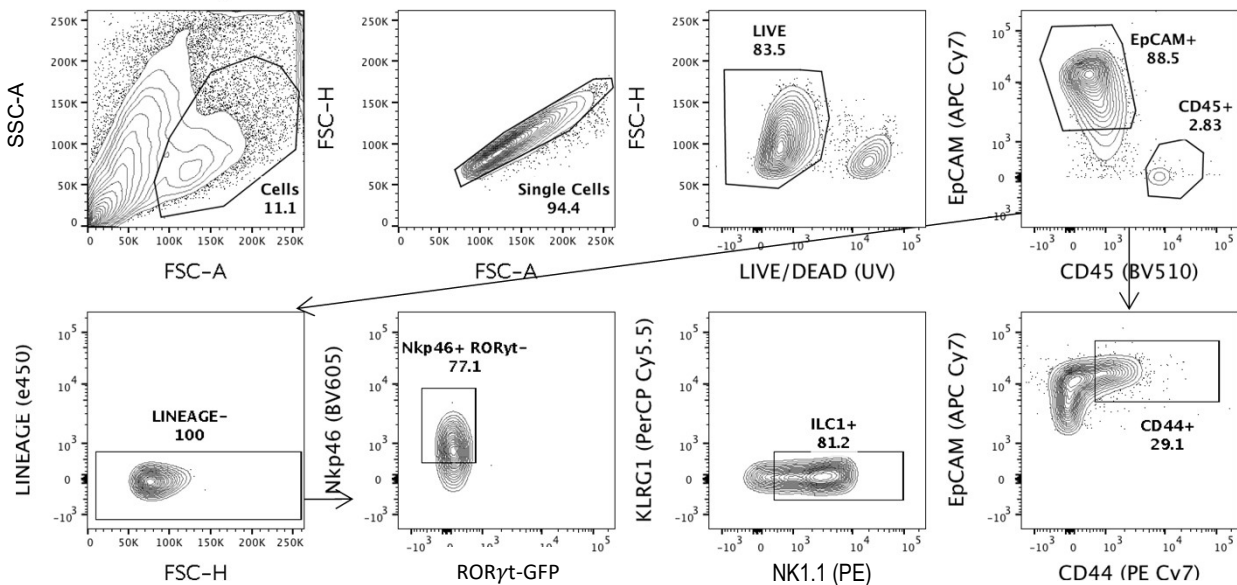 SSC-A
250K
200K
150K
100K
50K
0
Cells
11.1
0 50K 100K 150K 200K 250K
FSC-A
FSC-H
250K
200K
150K
100K
50K
0
Single Cells
94.4
0 50K 100K 150K 200K 250K
FSC-A
FSC-H
250K
200K
150K
100K
50K
0
LIVE
83.5
-10³ 0 10³ 10⁴ 10⁵
LIVE/DEAD (UV)
EpCAM (APC Cy7)
10⁵
10⁴
10³
0
-10³
EpCAM+
88.5
CD45+
2.83
-10³ 0 10³ 10⁴ 10⁵
CD45 (BV510)
LINEAGE (e450)
10⁵
10⁴
10³
0
-10³
LINEAGE-
100
0 50K 100K 150K 200K 250K
FSC-H
Nkp46 (BV605)
10⁵
10⁴
10³
0
-10³
Nkp46+ RORγt-
77.1
-10³ 0 10³ 10⁴ 10⁵
RORγt-GFP
KLRG1 (PerCP Cy5.5)
10⁵
10⁴
10³
0
-10³
ILC1+
81.2
-10³ 0 10³ 10⁴ 10⁵
NK1.1 (PE)
EpCAM (APC Cy7)
10⁵
10⁴
10³
0
-10³
CD44+
29.1
-10³ 0 10³ 10⁴ 10⁵
CD44 (PE Cy7)